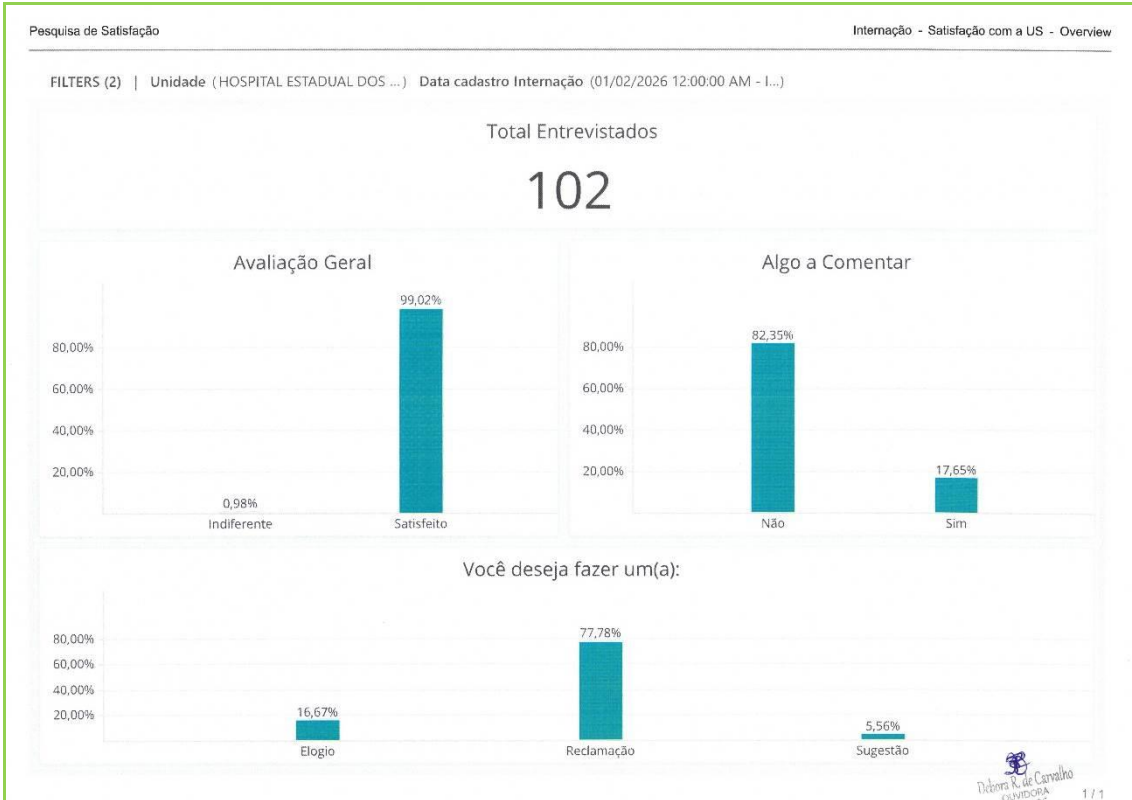 Pesquisa de Satisfação
Internação - Satisfação com a US - Overview
FILTERS (2) | Unidade (HOSPITAL ESTADUAL DOS ...) Data cadastro Internação (01/02/2026 12:00:00 AM - I...)
Total Entrevistados
102
Avaliação Geral
99,02%
80,00%
60,00%
40,00%
20,00%
0,98%
Indiferente
Satisfeito
Algo a Comentar
82,35%
80,00%
60,00%
40,00%
20,00%
17,65%
Não
Sim
Você deseja fazer um(a):
77,78%
80,00%
60,00%
40,00%
20,00%
16,67%
5,56%
Elogio
Reclamação
Sugestão
Debora R. de Carvalho
OUVIDORA
1 / 1